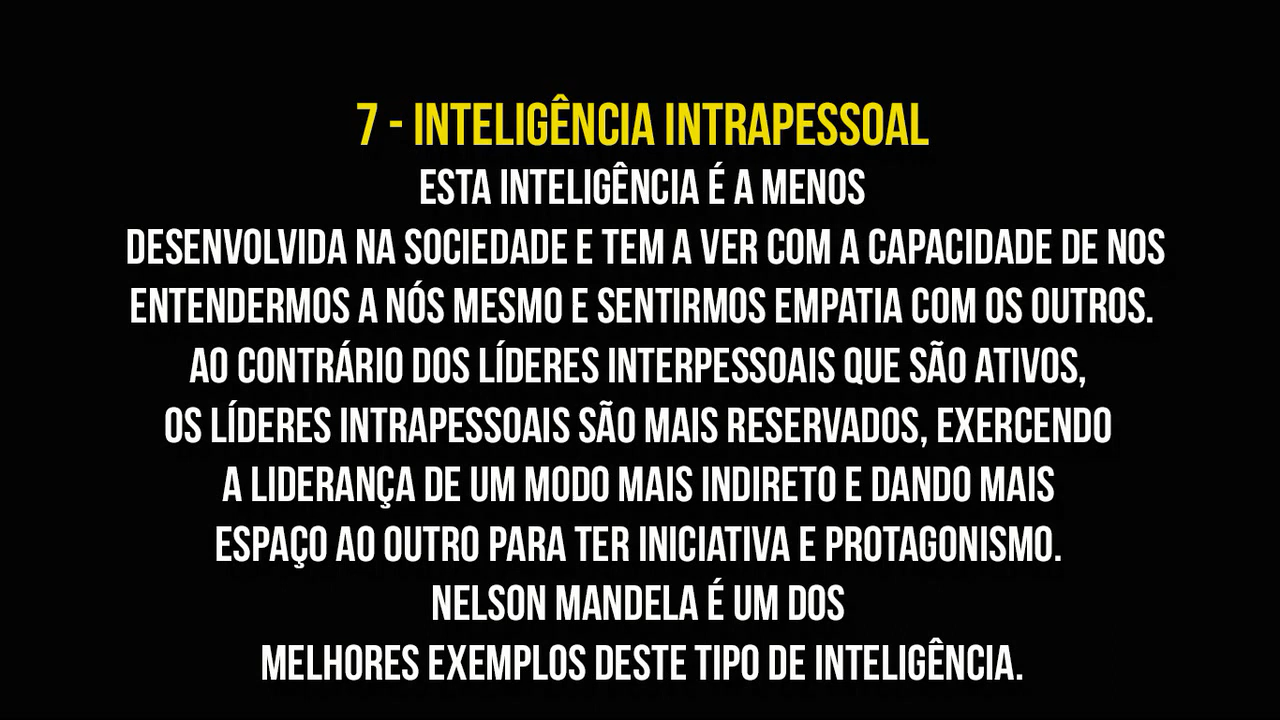 7 - INTELIGÊNCIA INTRAPESSOAL
ESTA INTELIGÊNCIA É A MENOS
DESENVOLVIDA NA SOCIEDADE E TEM A VER COM A CAPACIDADE DE NOS
ENTENDERMOS A NÓS MESMO E SENTIRMOS EMPATIA COM OS OUTROS.
AO CONTRÁRIO DOS LÍDERES INTERPESSOAIS QUE SÃO ATIVOS,
OS LÍDERES INTRAPESSOAIS SÃO MAIS RESERVADOS, EXERCENDO
A LIDERANÇA DE UM MODO MAIS INDIRETO E DANDO MAIS
ESPAÇO AO OUTRO PARA TER INICIATIVA E PROTAGONISMO.
NELSON MANDELA É UM DOS
MELHORES EXEMPLOS DESTE TIPO DE INTELIGÊNCIA.